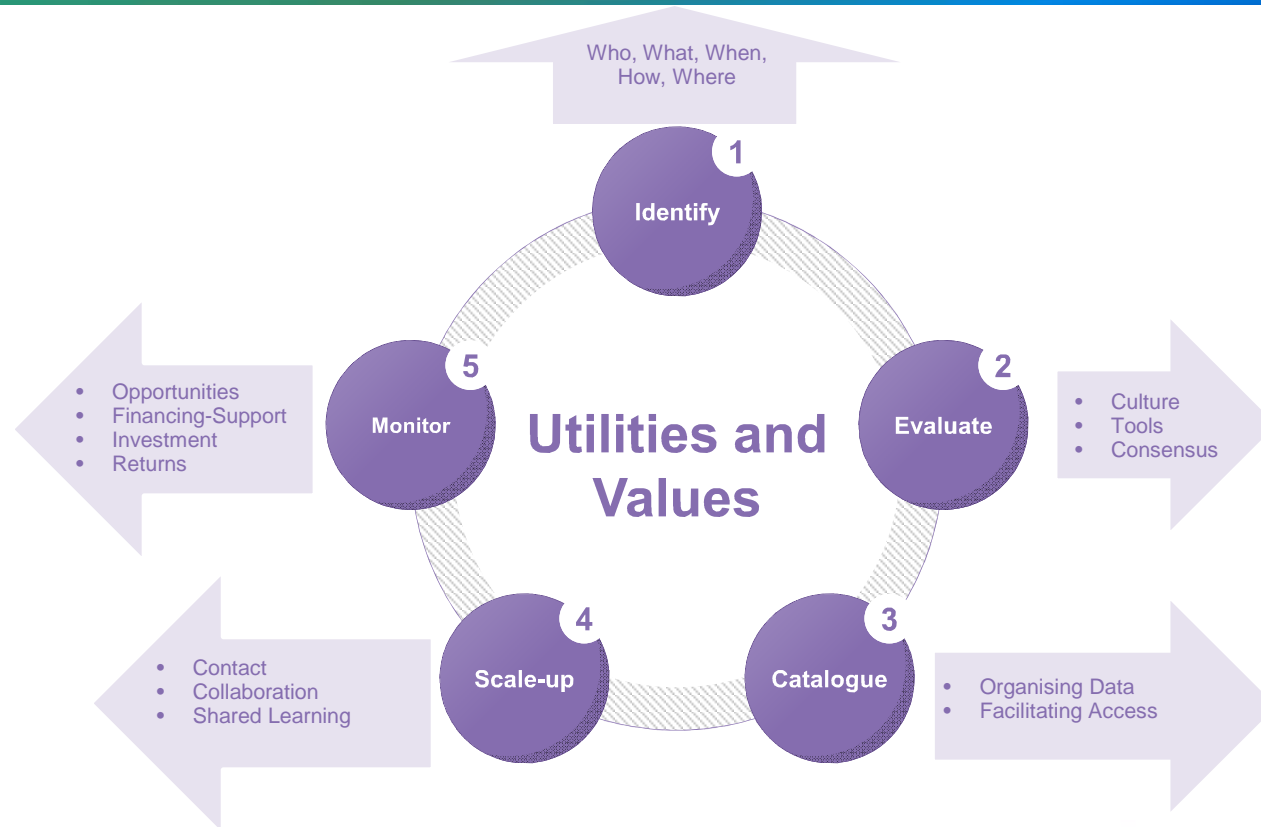 Who, What, When,
How, Where
1
Identify
2
Evaluate
• Culture
• Tools
• Consensus
3
Catalogue
• Organising Data
• Facilitating Access
4
Scale-up
• Contact
• Collaboration
• Shared Learning
5
Monitor
• Opportunities
• Financing-Support
• Investment
• Returns
Utilities and
Values